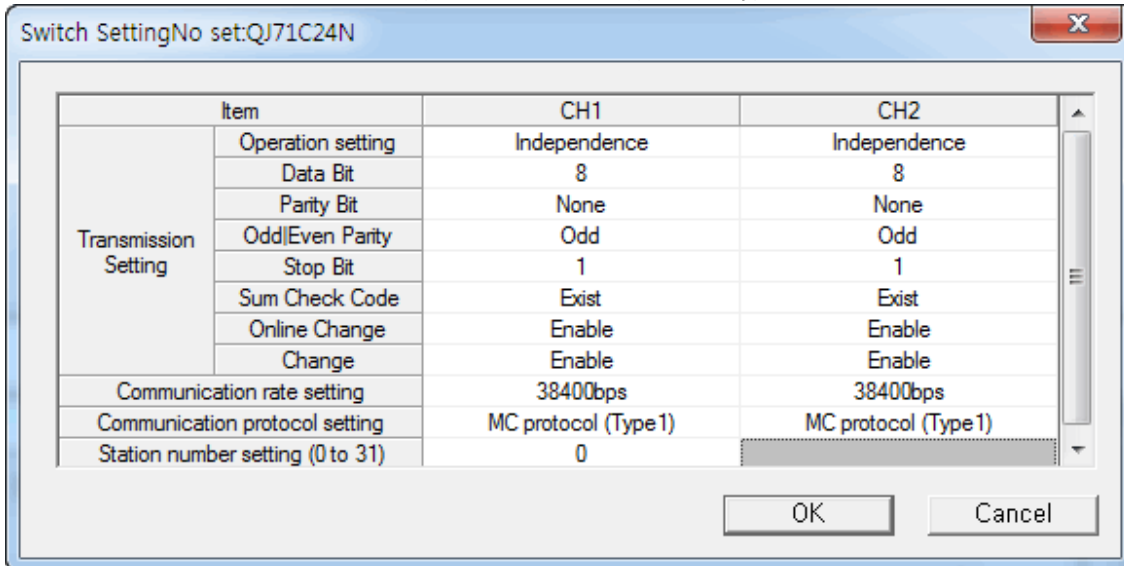 Switch SettingNo set:QJ71C24N
Item CH1 CH2
Transmission Setting
Operation setting Independence Independence
Data Bit 8 8
Parity Bit None None
Odd|Even Parity Odd Odd
Stop Bit 1 1
Sum Check Code Exist Exist
Online Change Enable Enable
Change Enable Enable
Communication rate setting 38400bps 38400bps
Communication protocol setting MC protocol (Type1) MC protocol (Type1)
Station number setting (0 to 31) 0
OK Cancel